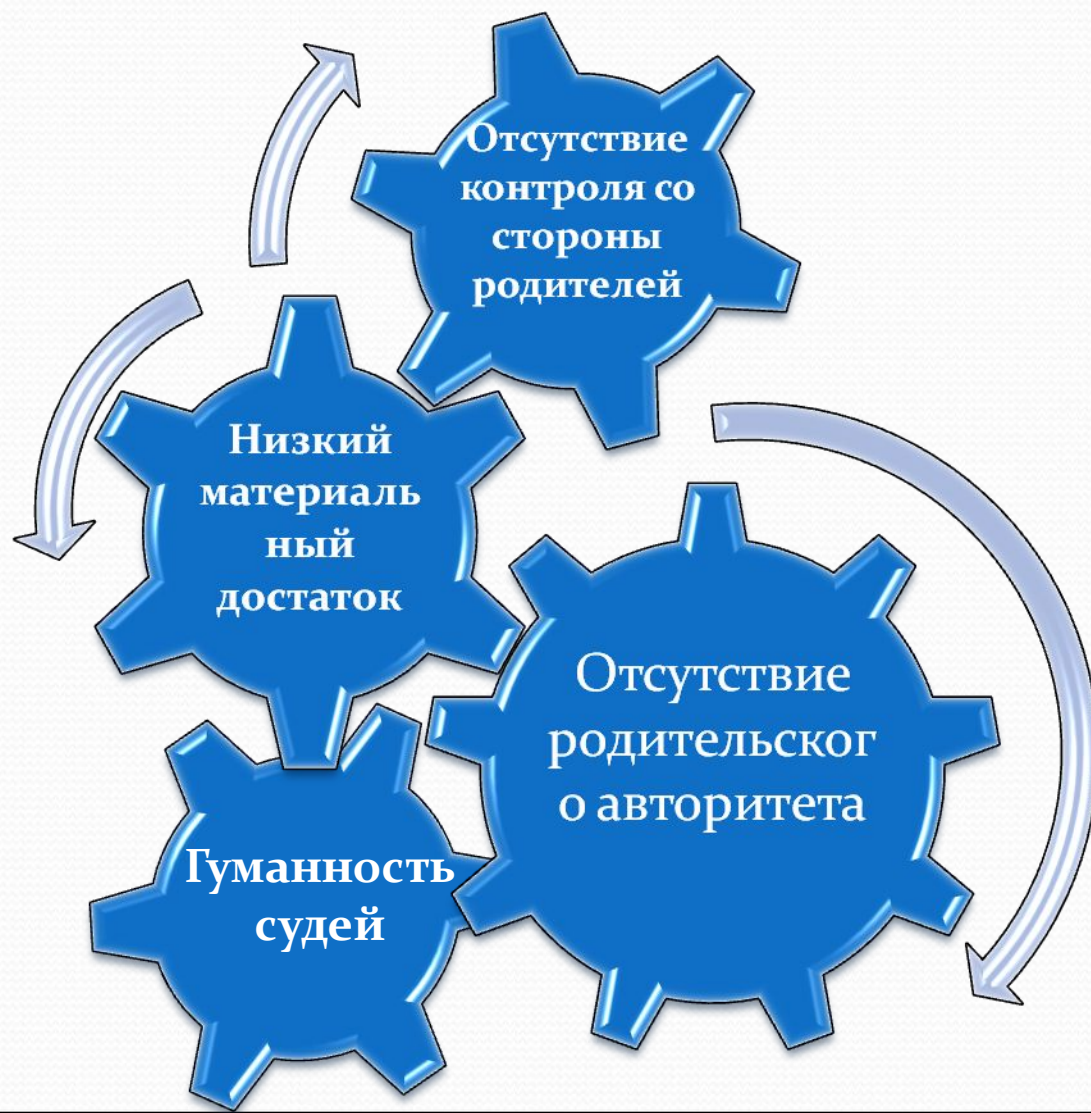 Отсутствие
контроля со
стороны
родителей
Низкий
материаль
ный
достаток
Отсутствие
родительског
о авторитета
Гуманность
судей